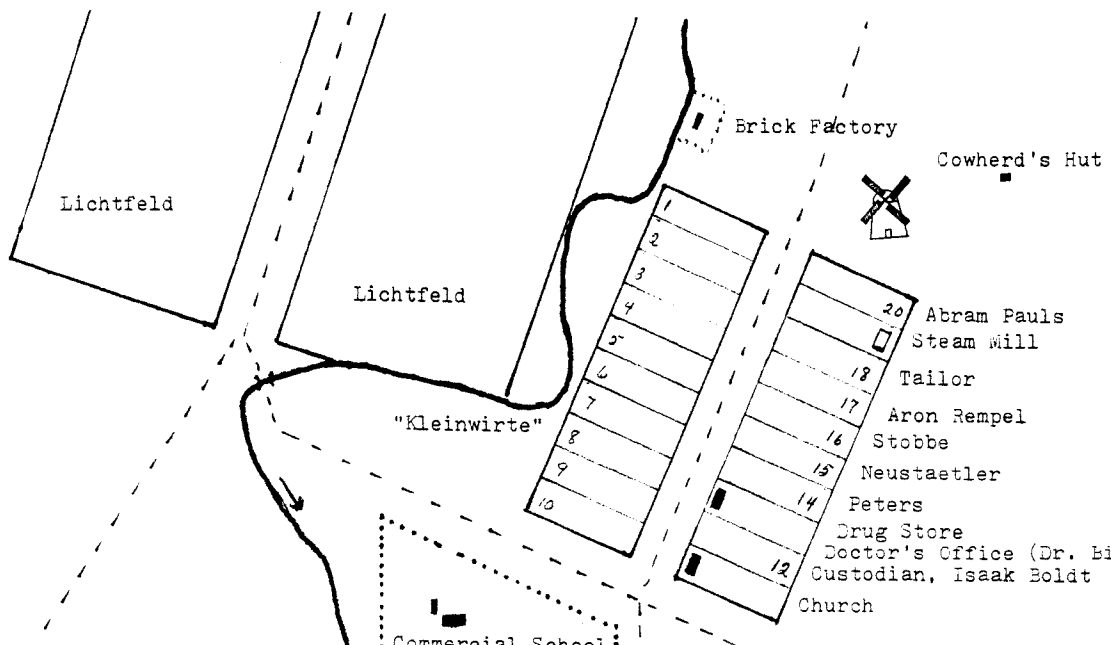 Brick Factory
Cowherd's Hut
Lichtfeld
Lichtfeld
"Kleinwirte"
1
2
3
4
5
6
7
8
9
10
20
Abram Pauls
Steam Mill
18
Tailor
17
Aron Rempel
16
Stobbe
15
Neustaetler
14
Peters
Drug Store
Doctor's Office (Dr.
12
Custodian, Isaak Boldt
Church
Commercial School